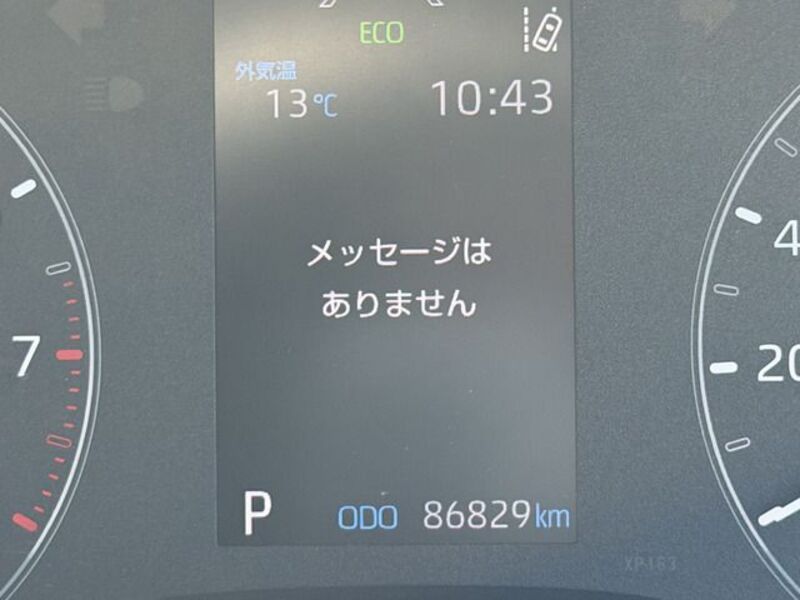 ECO
外気温
13℃ 10:43
メッセージは
ありません
7
4
20
P ODO 86829km
XP-163